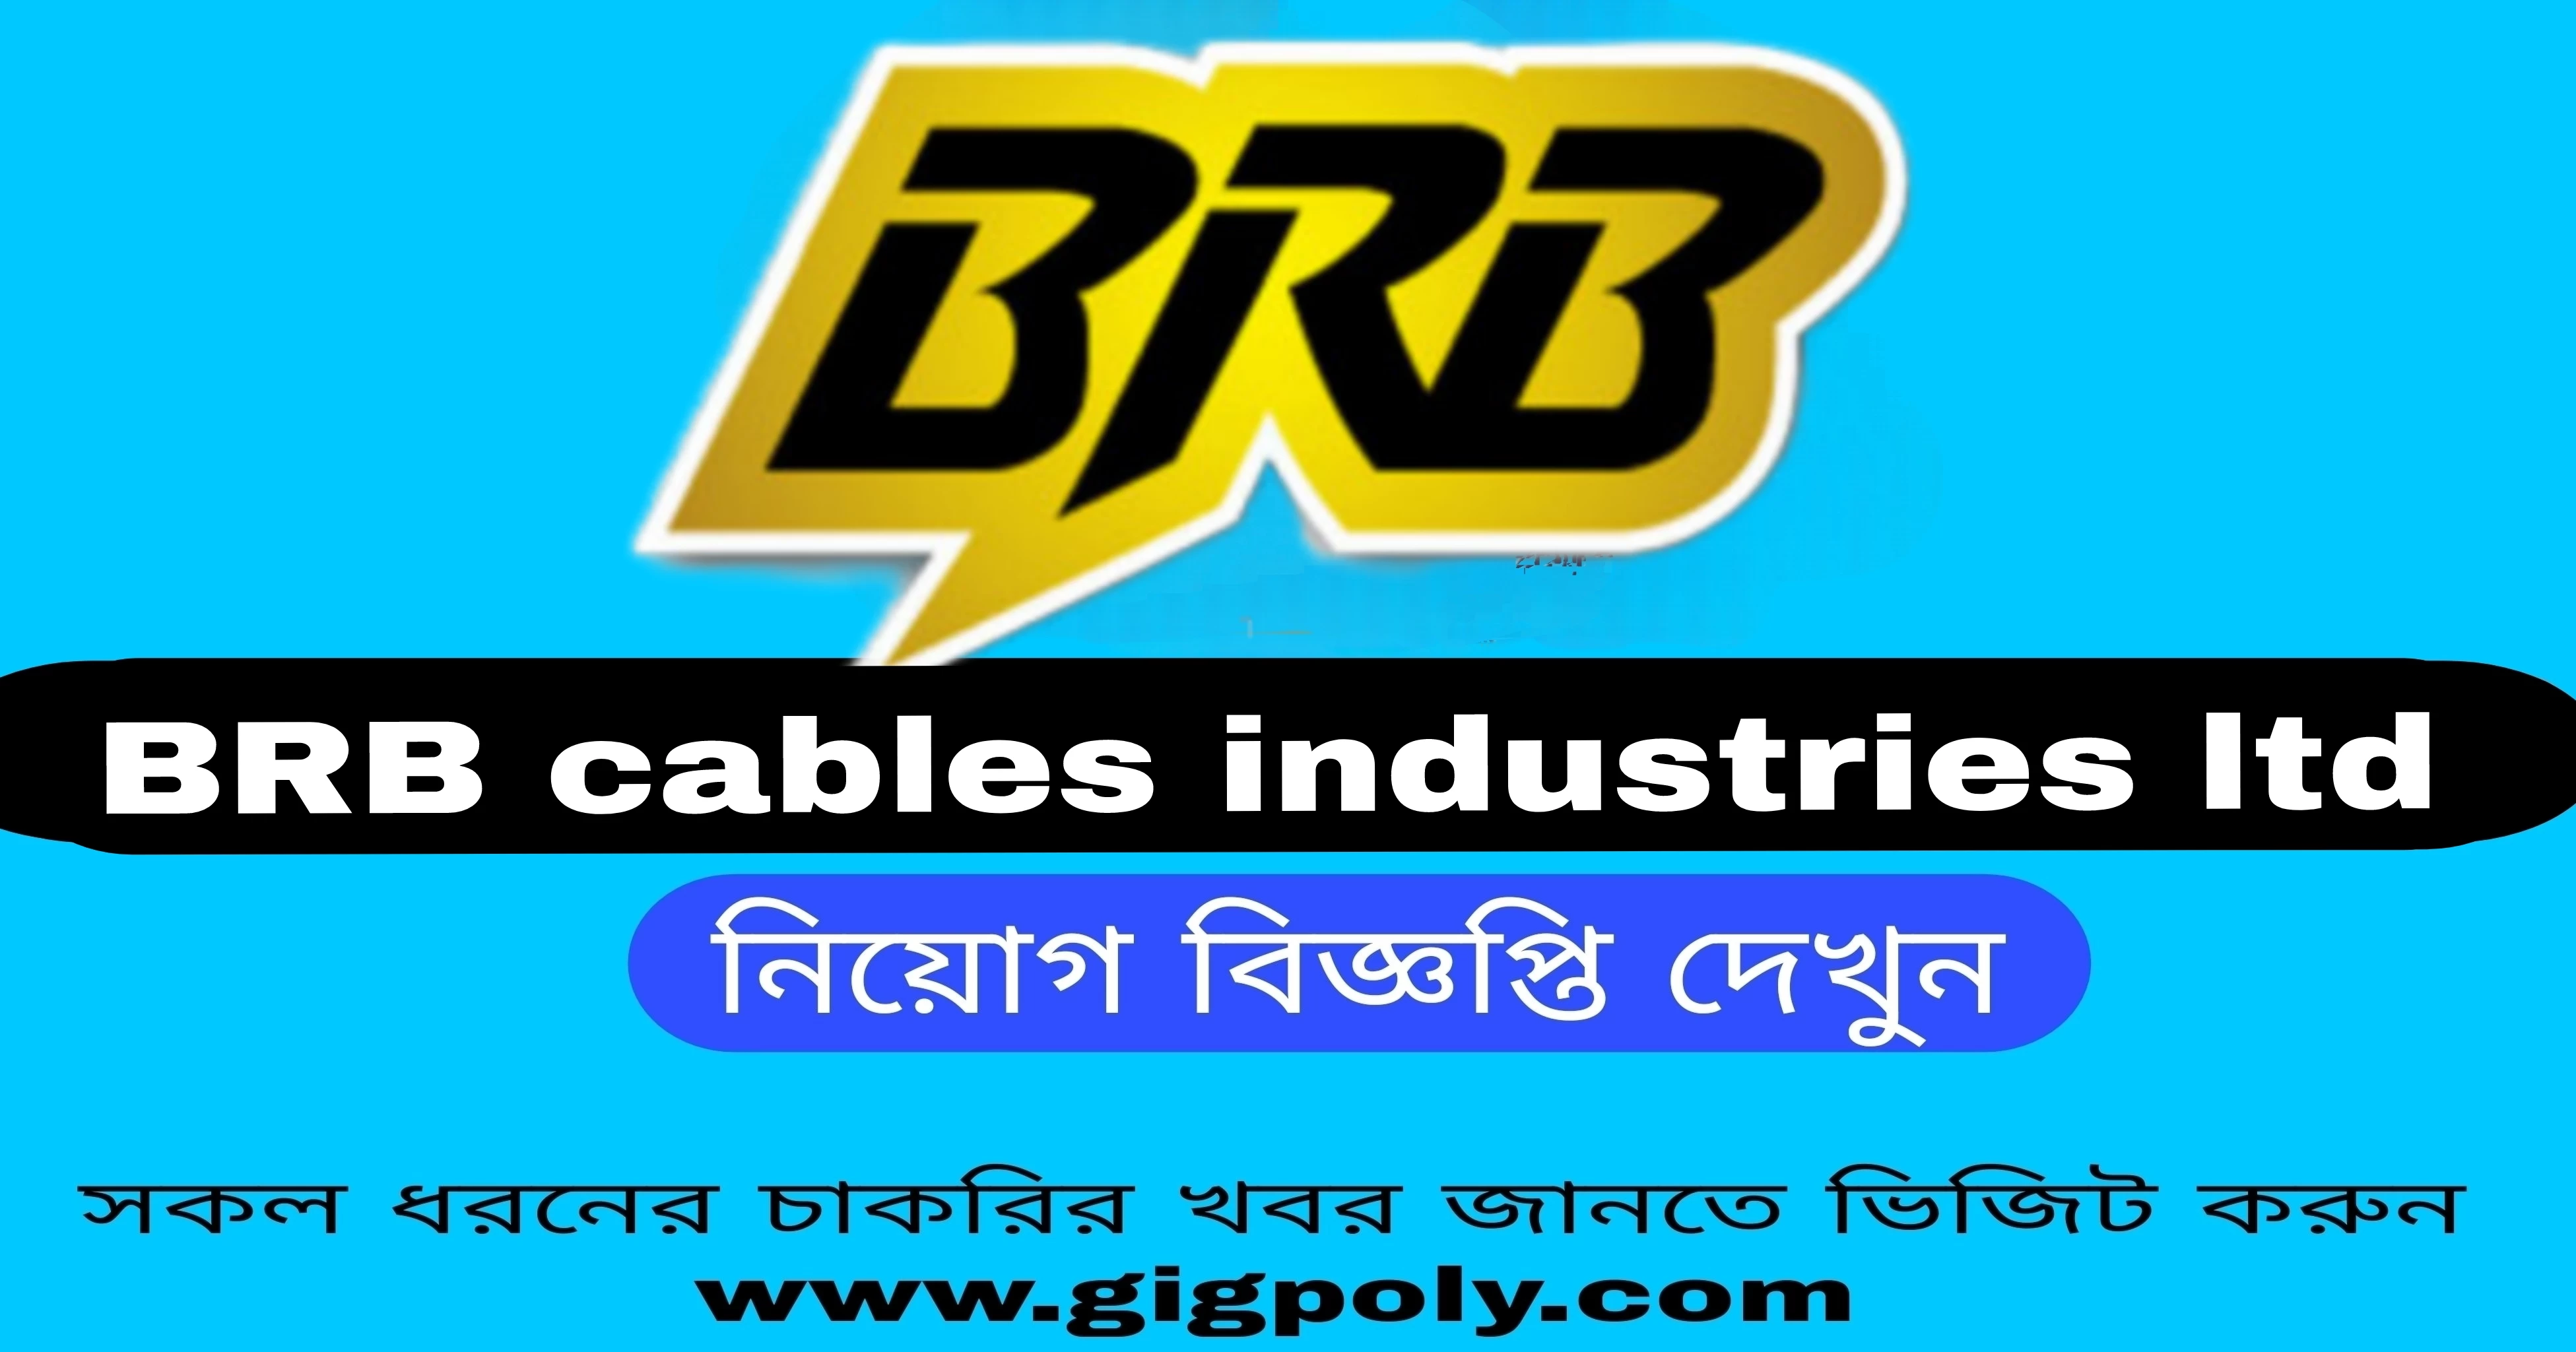 BRB
BRB cables industries ltd
নিয়োগ বিজ্ঞপ্তি দেখুন
সকল ধরনের চাকরির খবর জানতে ভিজিট করুন
www.gigpoly.com